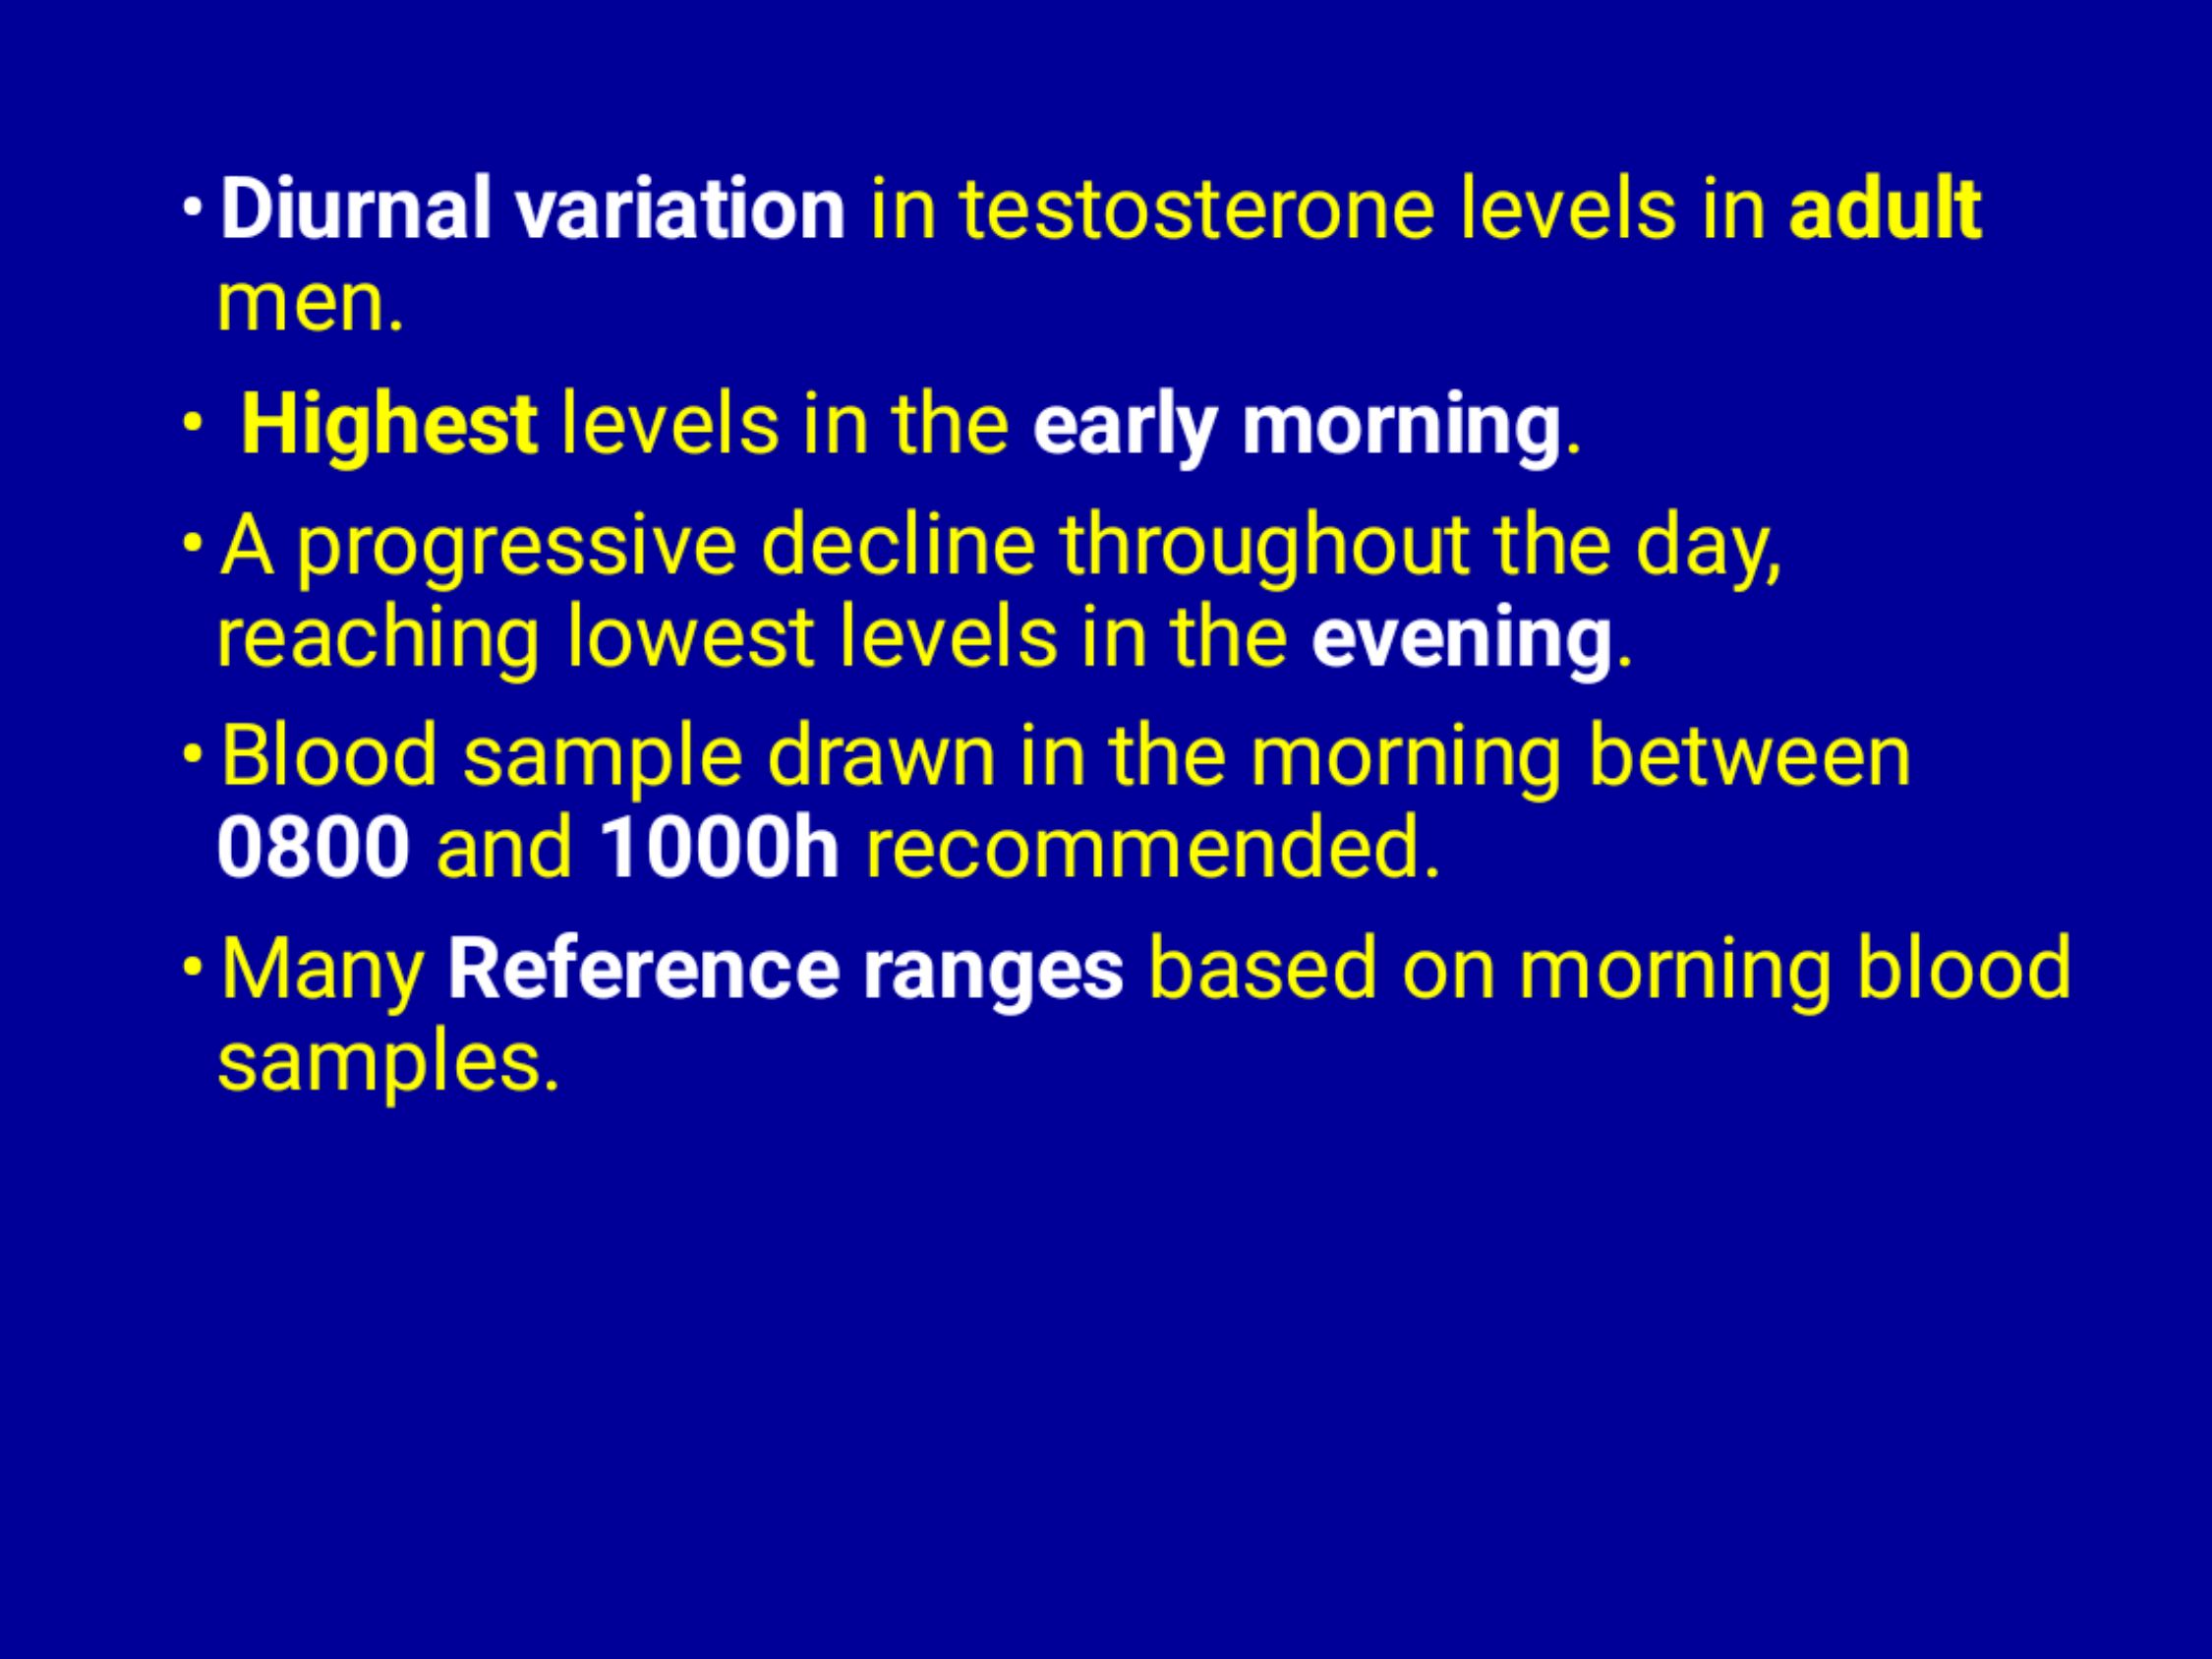 • Diurnal variation in testosterone levels in adult
men.
• Highest levels in the early morning.
• A progressive decline throughout the day,
reaching lowest levels in the evening.
• Blood sample drawn in the morning between
0800 and 1000h recommended.
• Many Reference ranges based on morning blood
samples.